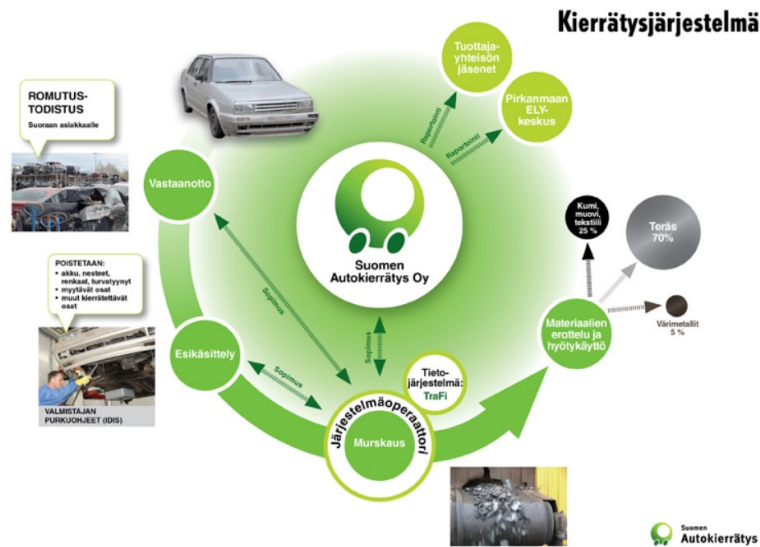 Kierrätysjärjestelmä
Tuottaja-
yhteisön
jäsenet
Pirkanmaan
ELY-
keskus
Raportointi
Raportointi
ROMUTUS-
TODISTUS
Suoraan asiakkaalle
Vastaanotto
Suomen
Autokierrätys Oy
Kumi,
muovi,
tekstiili
25 %
Teräs
70%
Värimetallit
5 %
Materiaalien
erottelu ja
hyötykäyttö
POISTETAAN:
• akku, nesteet,
renkaat, turvatyynyt
• myytävät osat
• muut kierrätettävät
osat
Sopimus
Sopimus
Sopimus
Esikäsittely
VALMISTAJAN
PURKUOHJEET (IDIS)
Tieto-
järjestelmä:
TraFi
Järjestelmäoperaattori
Murskaus
Suomen
Autokierrätys